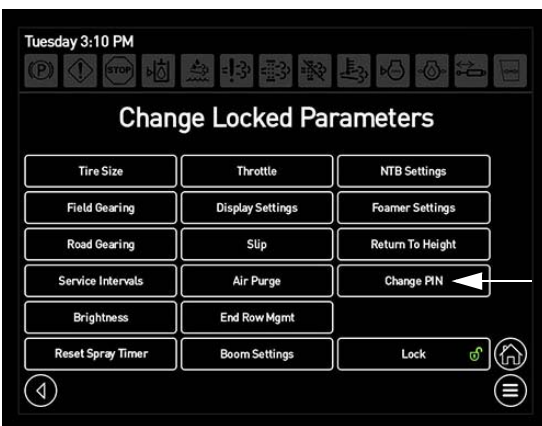 Tuesday 3:10 PM
P STOP
Change Locked Parameters
Tire Size Throttle NTB Settings
Field Gearing Display Settings Foamer Settings
Road Gearing Slip Return To Height
Service Intervals Air Purge Change PIN
Brightness End Row Mgmt
Reset Spray Timer Boom Settings Lock